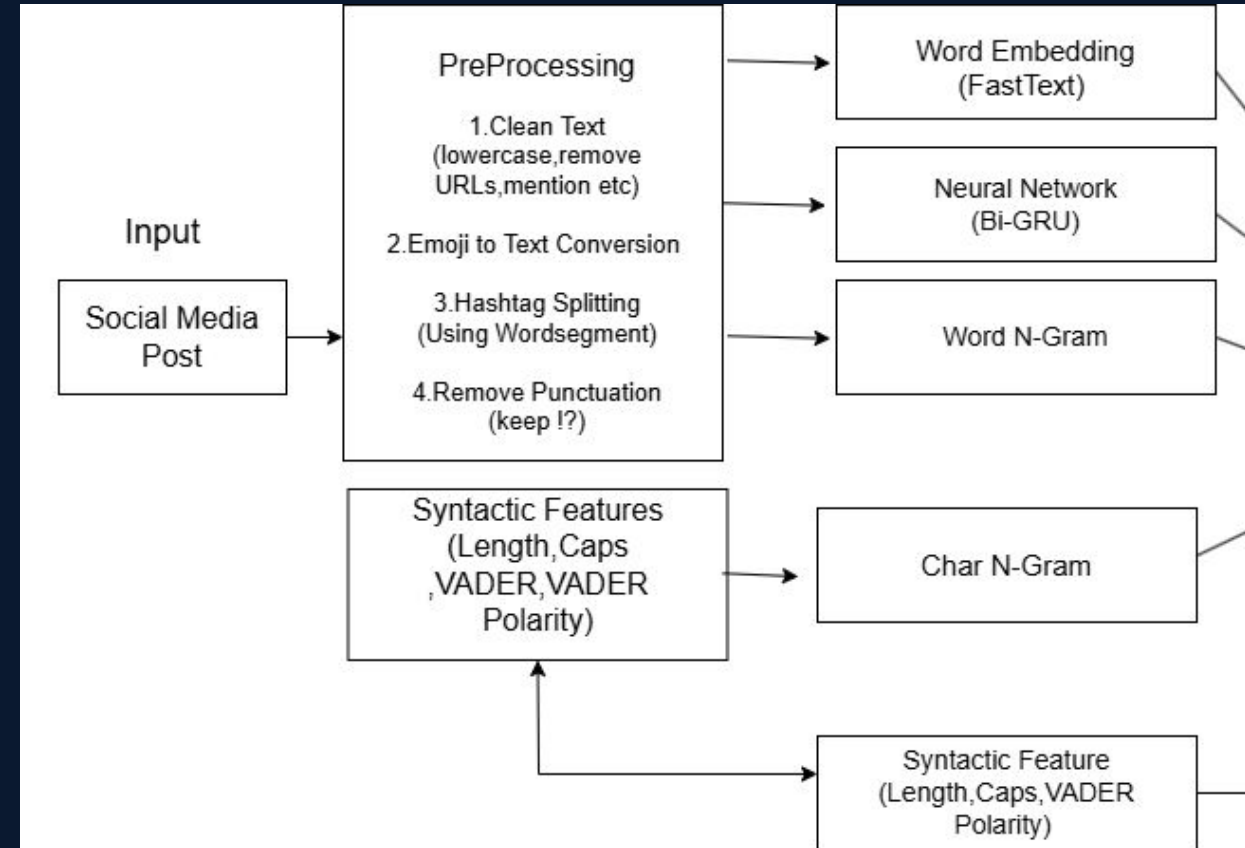 Input
Social Media
Post
PreProcessing
1.Clean Text
(lowercase,remove
URLs,mention etc)
2.Emoji to Text Conversion
3.Hashtag Splitting
(Using Wordsegment)
4.Remove Punctuation
(keep !?)
Syntactic Features
(Length,Caps
,VADER,VADER
Polarity)
Word Embedding
(FastText)
Neural Network
(Bi-GRU)
Word N-Gram
Char N-Gram
Syntactic Feature
(Length,Caps,VADER
Polarity)